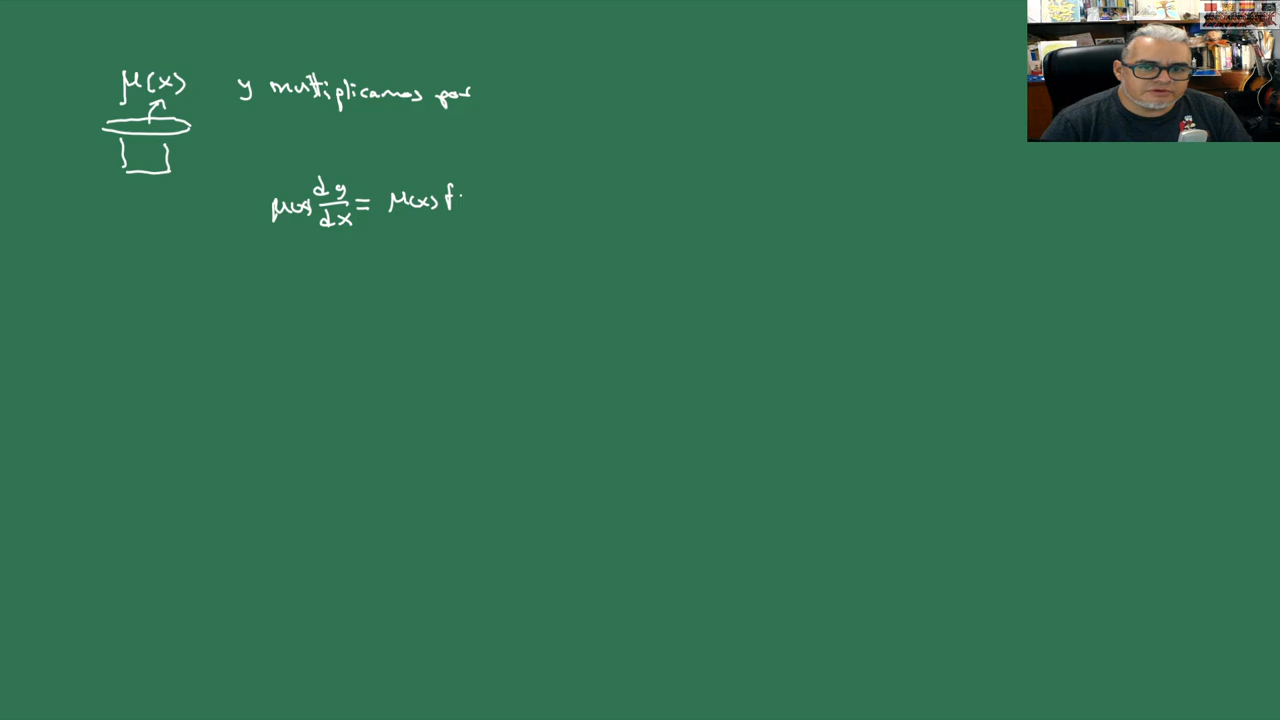 μ(x) y multiplicamos por
μ(x) dy/dx = μ(x) f